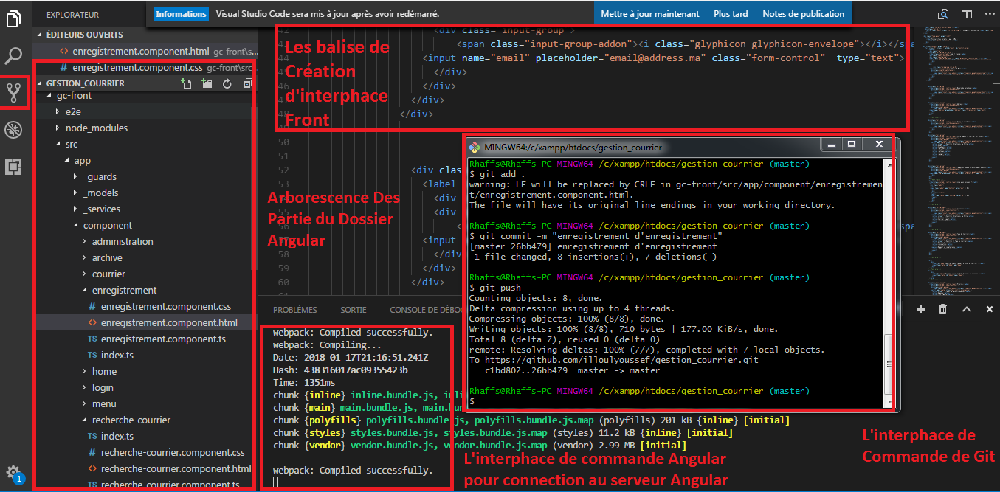 EXPLORATEUR
Informations Visual Studio Code sera mis à jour après avoir redémarré.
Mettre à jour maintenant Plus tard Notes de publication
ÉDITEURS OUVERTS
<> enregistrement.component.html gc-front\s...
# enregistrement.component.css gc-front\src...
GESTION_COURRIER
gc-front
e2e
node_modules
src
app
_guards
_models
_services
component
administration
archive
courrier
enregistrement
# enregistrement.component.css
<> enregistrement.component.html
TS enregistrement.component.ts
TS index.ts
home
login
menu
recherche-courrier
TS index.ts
# recherche-courrier.component.css
<> recherche-courrier.component.html
TS recherche-courrier.component.ts
1
42 <div class="input-group">
<span class="input-group-addon"><i class="glyphicon glyphicon-envelope"></i></spa
<input name="email" placeholder="email@address.ma" class="form-control" type="text">
</div>
46 </div>
47 </div>
48 </div>
Les balise de
Création
d'interphace
Front
50
51
52 <div clas
53 <label
54 <div
<div
<
<input
58 </div
59 </div>
60 </div>
spa
Arborescence Des
Partie du Dossier
Angular
MINGW64:/c/xampp/htdocs/gestion_courrier
Rhaffs@Rhaffs-PC MINGW64 /c/xampp/htdocs/gestion_courrier (master)
$ git add .
warning: LF will be replaced by CRLF in gc-front/src/app/component/enregistremen
t/enregistrement.component.html.
The file will have its original line endings in your working directory.
Rhaffs@Rhaffs-PC MINGW64 /c/xampp/htdocs/gestion_courrier (master)
$ git commit -m "enregistrement d'enregistrement"
[master 26bb479] enregistrement d'enregistrement
1 file changed, 8 insertions(+), 7 deletions(-)
Rhaffs@Rhaffs-PC MINGW64 /c/xampp/htdocs/gestion_courrier (master)
$ git push
Counting objects: 8, done.
Delta compression using up to 4 threads.
Compressing objects: 100% (8/8), done.
Writing objects: 100% (8/8), 710 bytes | 177.00 KiB/s, done.
Total 8 (delta 7), reused 0 (delta 0)
remote: Resolving deltas: 100% (7/7), completed with 7 local objects.
To https://github.com/illoulyoussef/gestion_courrier.git
c1bd802..26bb479 master -> master
Rhaffs@Rhaffs-PC MINGW64 /c/xampp/htdocs/gestion_courrier (master)
$
PROBLÈMES SORTIE CONSOLE DE DÉBOG
webpack: Compiled successfully.
webpack: Compiling...
Date: 2018-01-17T21:16:51.241Z
Hash: 438316017ac09355423b
Time: 1351ms
chunk {inline} inline.bundle.js, inli
chunk {main} main.bundle.js, main.bun
chunk {polyfills} polyfills.bundle.js, polyfills.bundle.js.map (polyfills) 201 kB {inline} [initial]
chunk {styles} styles.bundle.js, styles.bundle.js.map (styles) 11.2 kB {inline} [initial]
chunk {vendor} vendor.bundle.js, vendor.bundle.js.map (vendor) 2.99 MB [initial]
webpack: Compiled successfully.
L'interphace de commande Angular
pour connection au serveur Angular
L'interphace de
Commande de Git